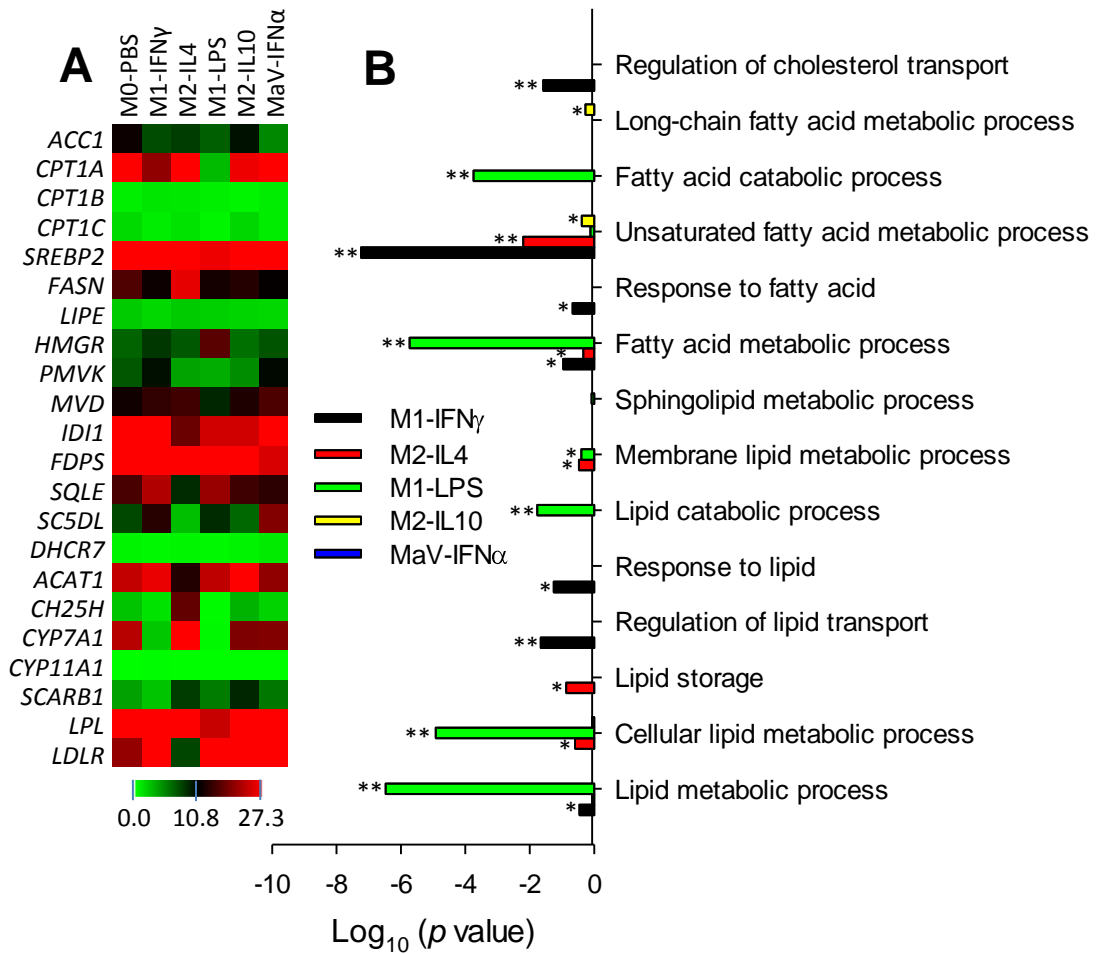 A
M0-PBS
M1-IFNγ
M2-IL4
M1-LPS
M2-IL10
MaV-IFNα
ACC1
CPT1A
CPT1B
CPT1C
SREBP2
FASN
LIPE
HMGR
PMVK
MVD
IDI1
FDPS
SQLE
SC5DL
DHCR7
ACAT1
CH25H
CYP7A1
CYP11A1
SCARB1
LPL
LDLR
0.0 10.8 27.3
B
Regulation of cholesterol transport
**
*
Long-chain fatty acid metabolic process
** Fatty acid catabolic process
*
Unsaturated fatty acid metabolic process
**
**
Response to fatty acid
*
** Fatty acid metabolic process
*
*
Sphingolipid metabolic process
* Membrane lipid metabolic process
*
** Lipid catabolic process
Response to lipid
*
Regulation of lipid transport
**
Lipid storage
*
** Cellular lipid metabolic process
*
** Lipid metabolic process
*
M1-IFNγ
M2-IL4
M1-LPS
M2-IL10
MaV-IFNα
-10 -8 -6 -4 -2 0
Log10 (p value)